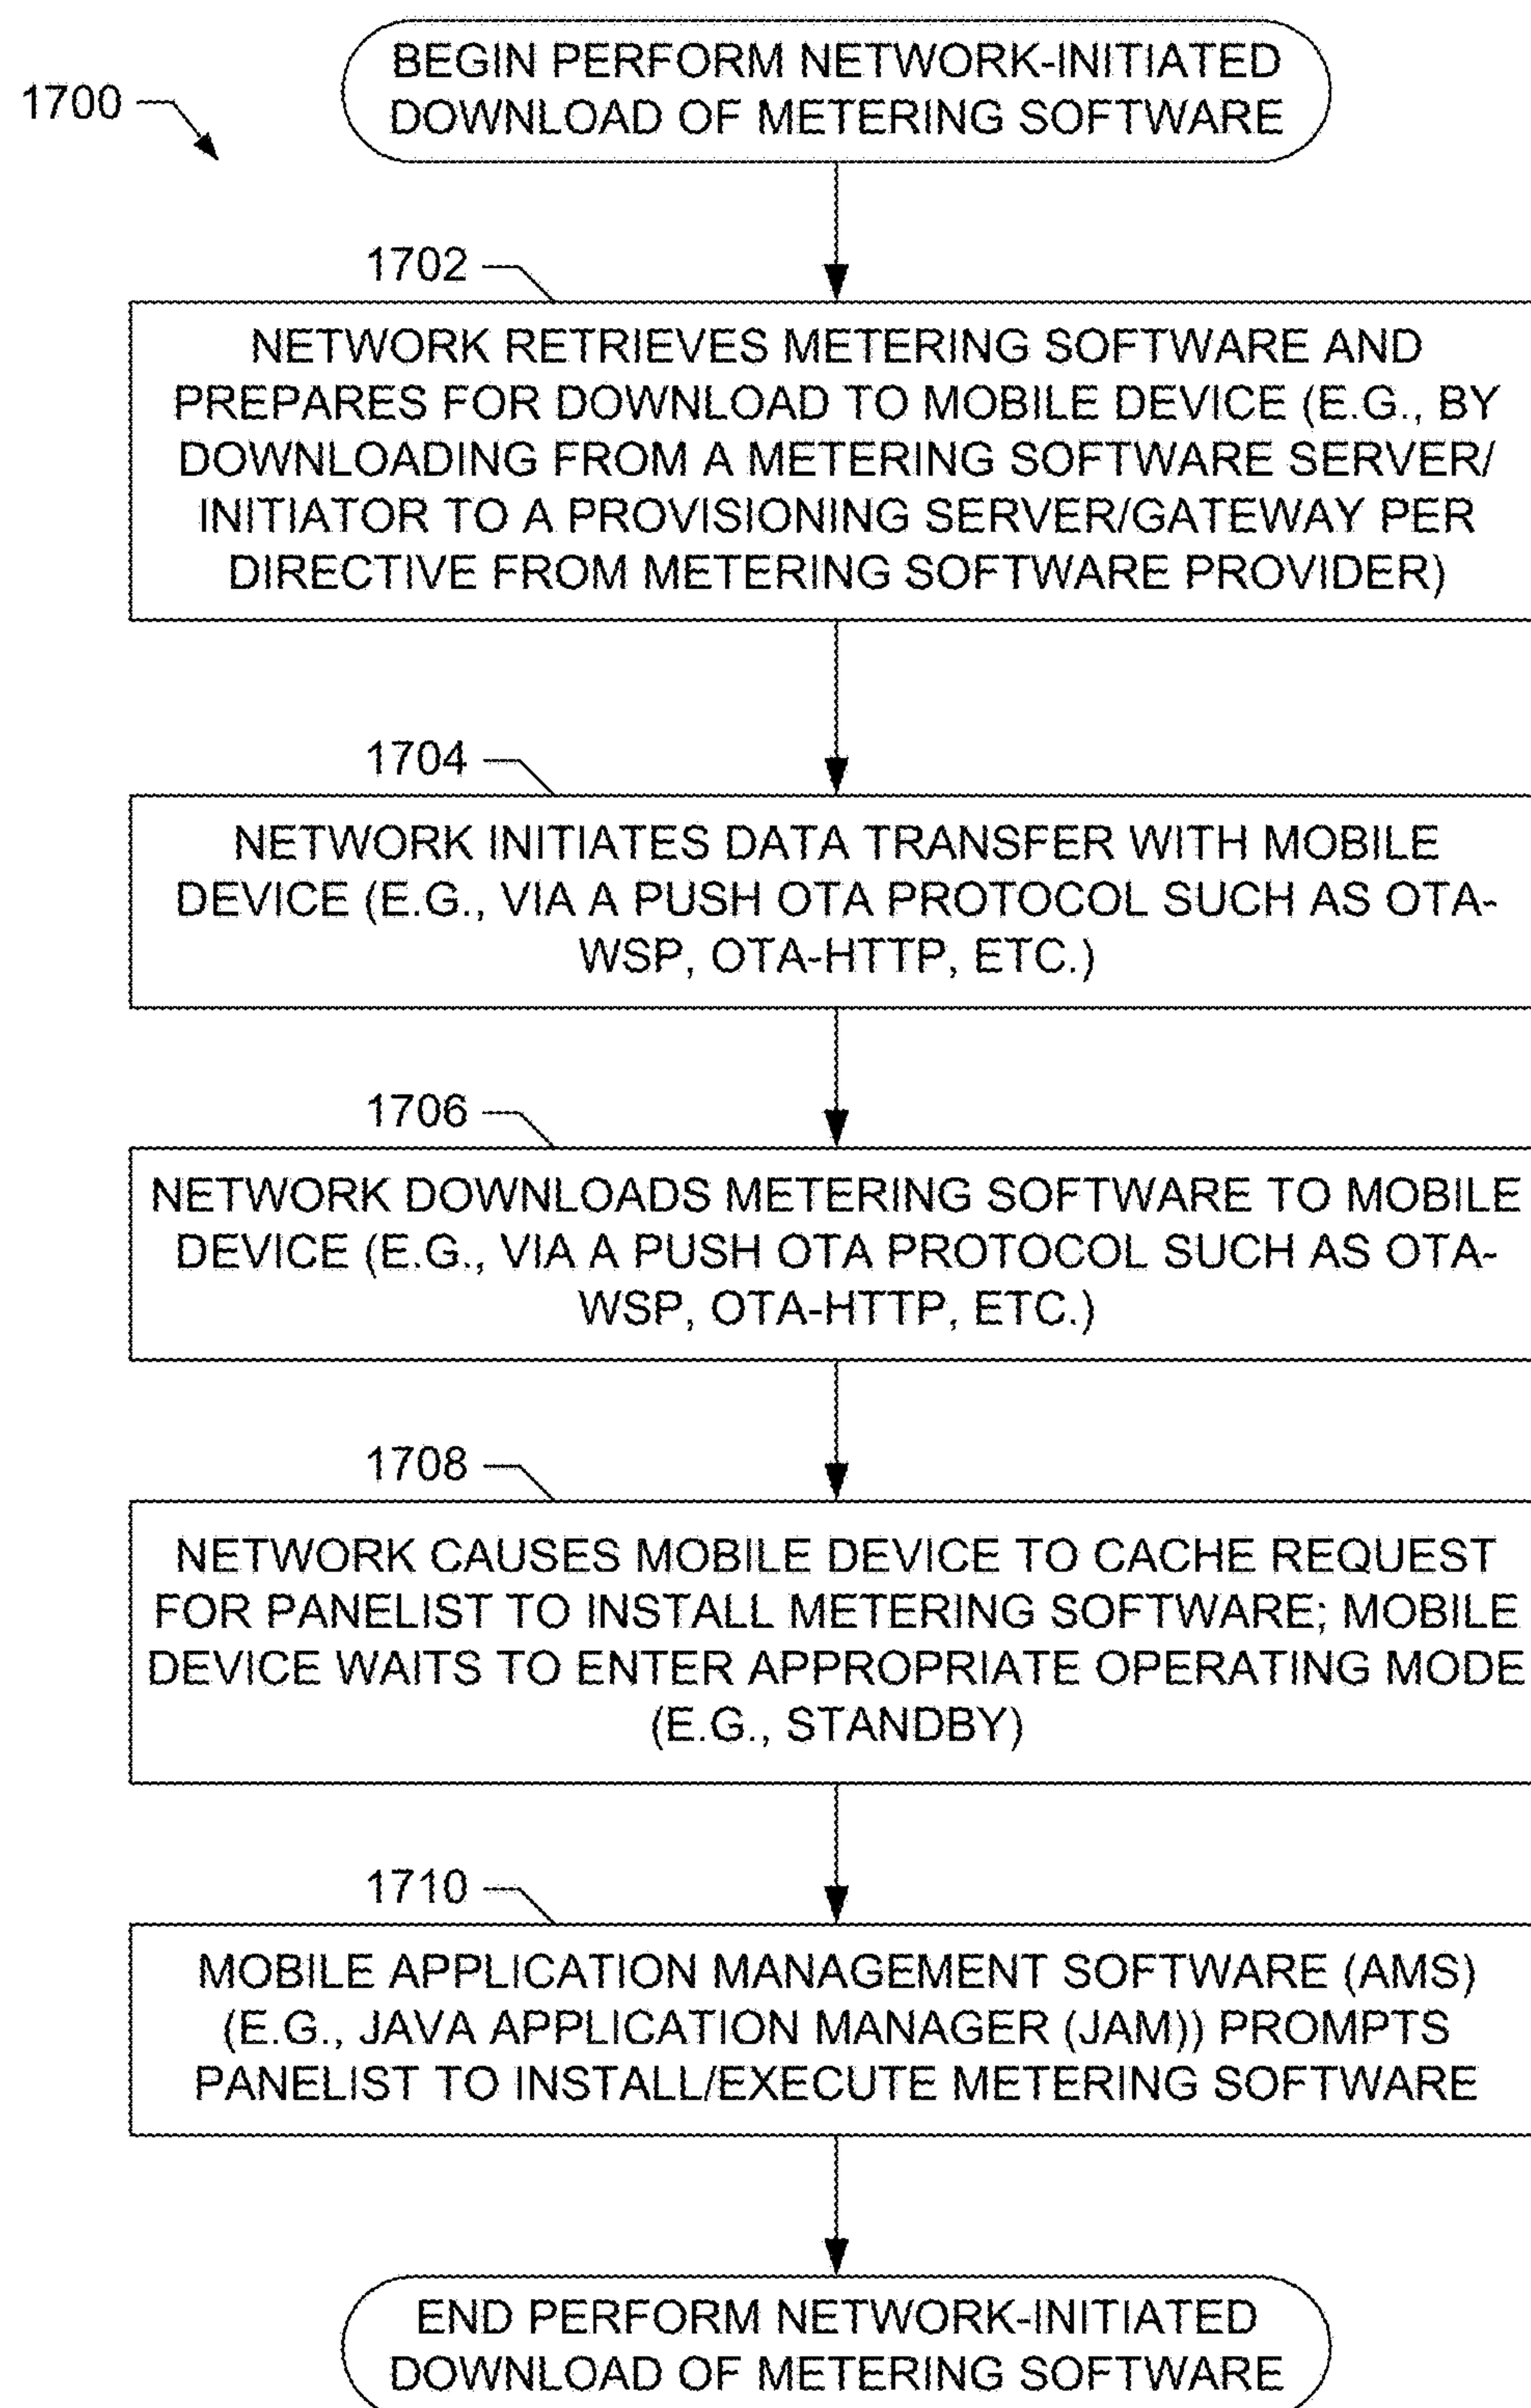 BEGIN PERFORM NETWORK-INITIATED
DOWNLOAD OF METERING SOFTWARE
1700
1702
NETWORK RETRIEVES METERING SOFTWARE AND
PREPARES FOR DOWNLOAD TO MOBILE DEVICE (E.G., BY
DOWNLOADING FROM A METERING SOFTWARE SERVER/
INITIATOR TO A PROVISIONING SERVER/GATEWAY PER
DIRECTIVE FROM METERING SOFTWARE PROVIDER)
1704
NETWORK INITIATES DATA TRANSFER WITH MOBILE
DEVICE (E.G., VIA A PUSH OTA PROTOCOL SUCH AS OTA-
WSP, OTA-HTTP, ETC.)
1706
NETWORK DOWNLOADS METERING SOFTWARE TO MOBILE
DEVICE (E.G., VIA A PUSH OTA PROTOCOL SUCH AS OTA-
WSP, OTA-HTTP, ETC.)
1708
NETWORK CAUSES MOBILE DEVICE TO CACHE REQUEST
FOR PANELIST TO INSTALL METERING SOFTWARE; MOBILE
DEVICE WAITS TO ENTER APPROPRIATE OPERATING MODE
(E.G., STANDBY)
1710
MOBILE APPLICATION MANAGEMENT SOFTWARE (AMS)
(E.G., JAVA APPLICATION MANAGER (JAM)) PROMPTS
PANELIST TO INSTALL/EXECUTE METERING SOFTWARE
END PERFORM NETWORK-INITIATED
DOWNLOAD OF METERING SOFTWARE